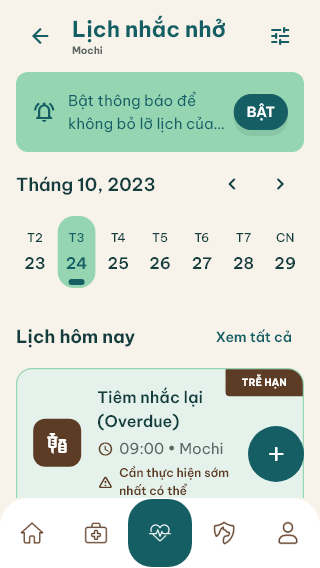 Lịch nhắc nhở
Mochi
Bật thông báo để
không bỏ lỡ lịch của...
BẬT
Tháng 10, 2023
T2 T3 T4 T5 T6 T7 CN
23 24 25 26 27 28 29
Lịch hôm nay
Xem tất cả
TRỄ HẠN
Tiêm nhắc lại
(Overdue)
09:00 • Mochi
Cần thực hiện sớm
nhất có thể